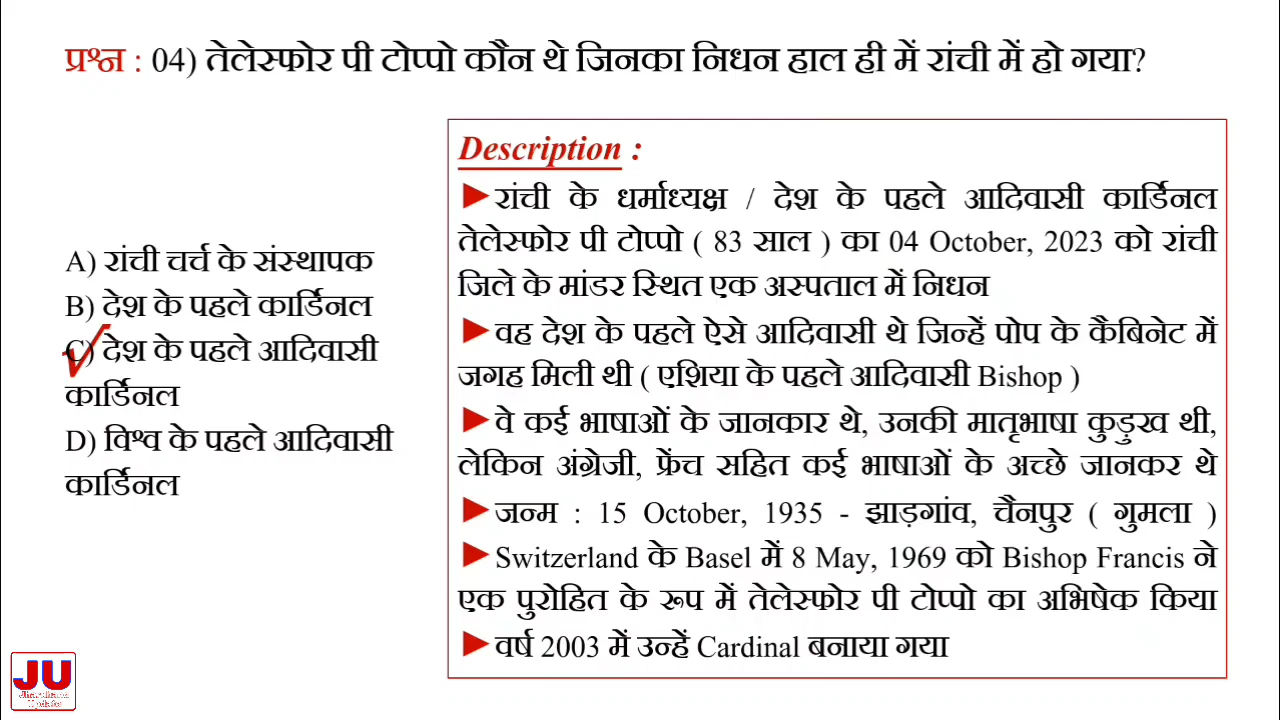 प्रश्न : 04) तेलेस्फोर पी टोप्पो कौन थे जिनका निधन हाल ही में रांची में हो गया?
A) रांची चर्च के संस्थापक
B) देश के पहले कार्डिनल
C) देश के पहले आदिवासी
कार्डिनल
D) विश्व के पहले आदिवासी
कार्डिनल
Description :
►रांची के धर्माध्यक्ष / देश के पहले आदिवासी कार्डिनल
तेलेस्फोर पी टोप्पो ( 83 साल ) का 04 October, 2023 को रांची
जिले के मांडर स्थित एक अस्पताल में निधन
►वह देश के पहले ऐसे आदिवासी थे जिन्हें पोप के कैबिनेट में
जगह मिली थी ( एशिया के पहले आदिवासी Bishop )
►वे कई भाषाओं के जानकार थे, उनकी मातृभाषा कुड़ुख थी,
लेकिन अंग्रेजी, फ्रेंच सहित कई भाषाओं के अच्छे जानकर थे
►जन्म : 15 October, 1935 - झाड़गांव, चैनपुर ( गुमला )
►Switzerland के Basel में 8 May, 1969 को Bishop Francis ने
एक पुरोहित के रूप में तेलेस्फोर पी टोप्पो का अभिषेक किया
►वर्ष 2003 में उन्हें Cardinal बनाया गया
JU
Jharkhand
Updates